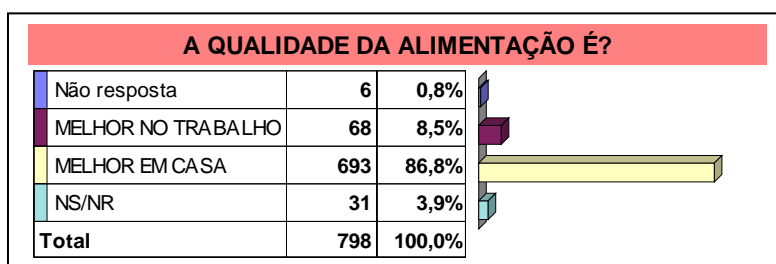 A QUALIDADE DA ALIMENTAÇÃO É?
Não resposta 6 0,8%
MELHOR NO TRABALHO 68 8,5%
MELHOR EM CASA 693 86,8%
NS/NR 31 3,9%
Total 798 100,0%